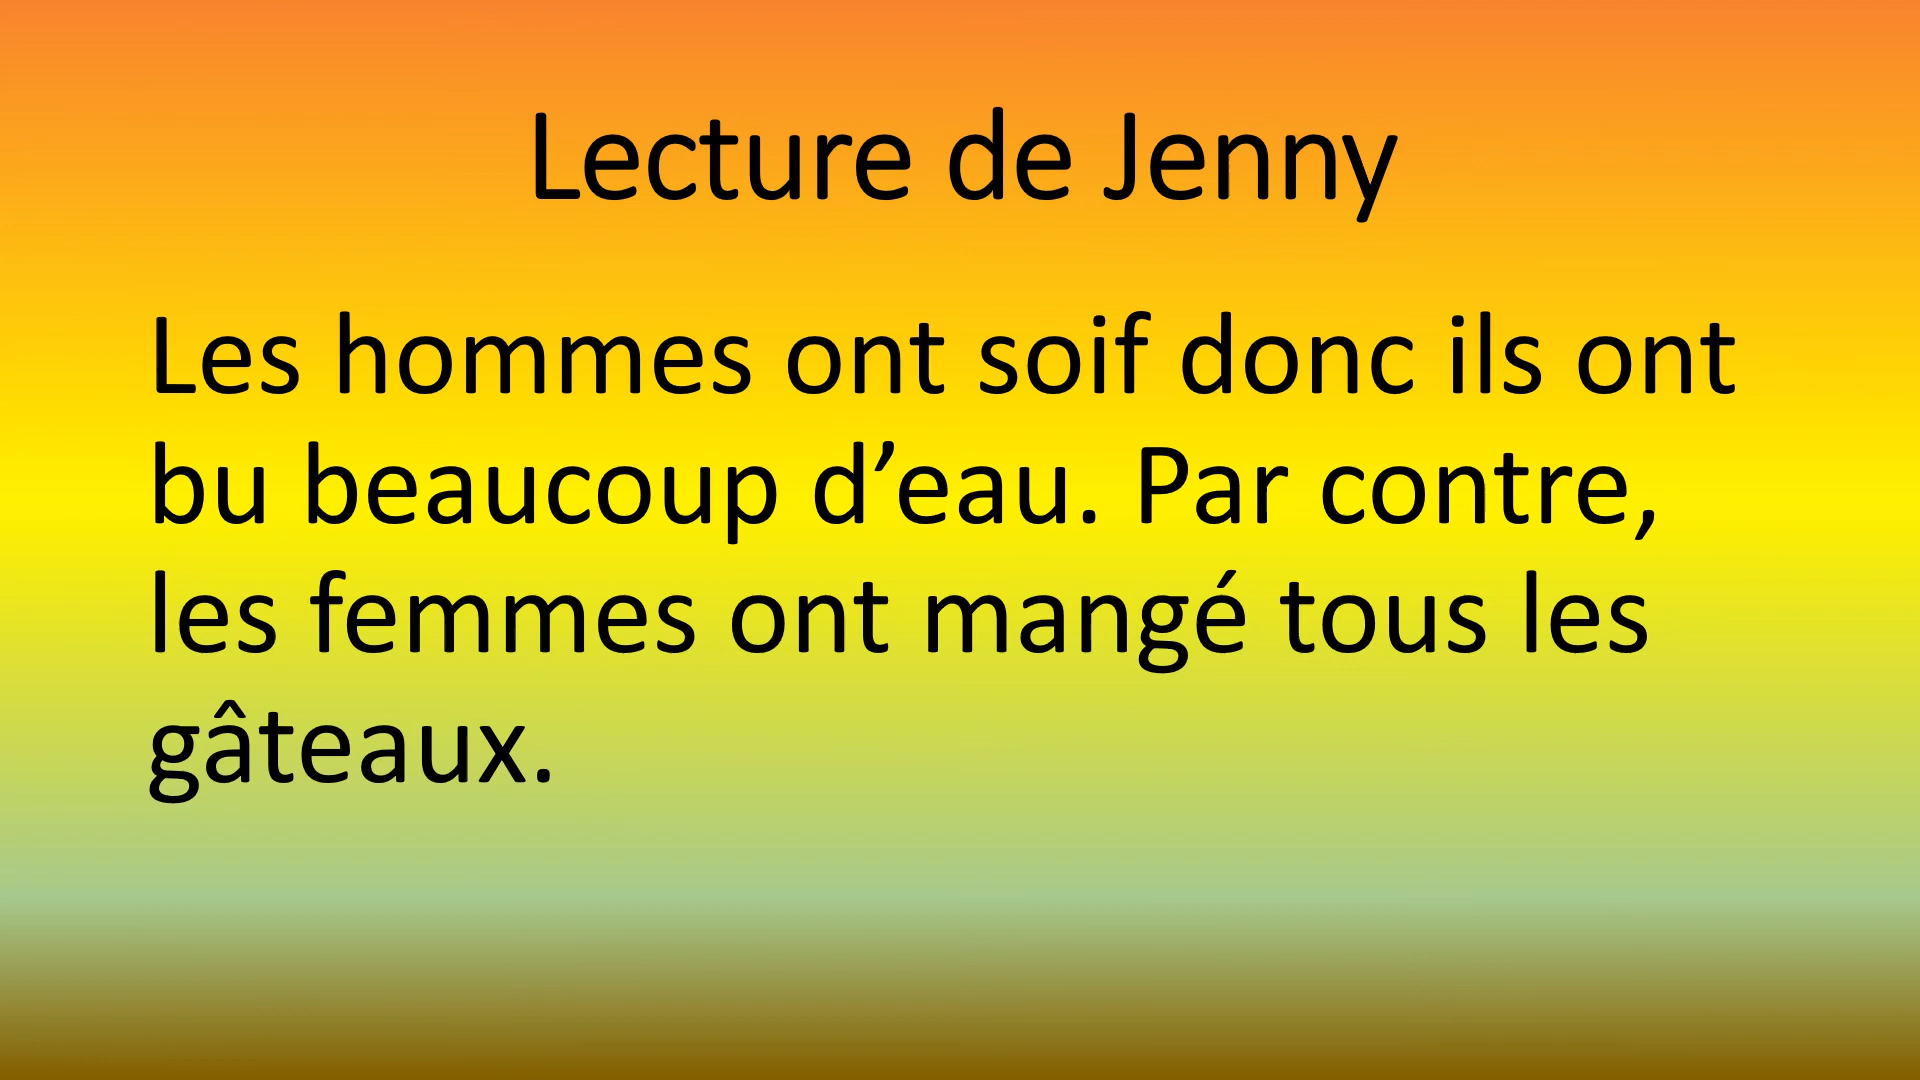 Lecture de Jenny
Les hommes ont soif donc ils ont
bu beaucoup d’eau. Par contre,
les femmes ont mangé tous les
gâteaux.